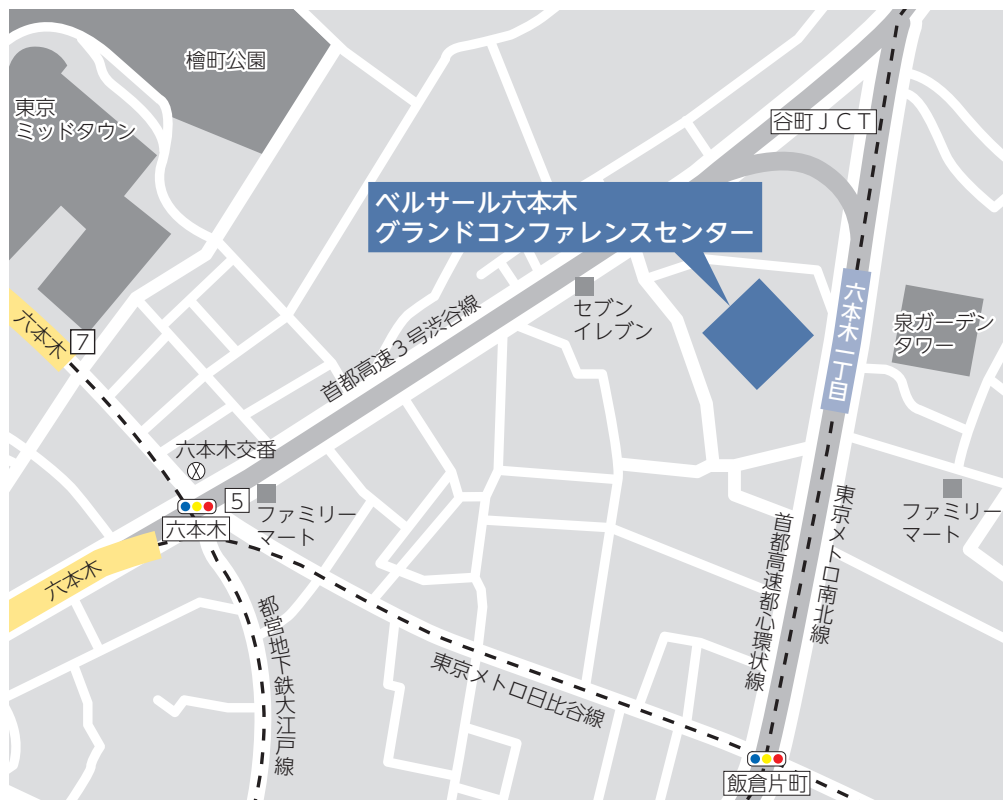 檜町公園
東京
ミッドタウン
谷町ＪＣＴ
ベルサール六本木
グランドコンファレンスセンター
六本木一丁目
泉ガーデン
タワー
セブン
イレブン
首都高速３号渋谷線
六本木
7
六本木交番
5
六本木
ファミリー
マート
六本木
都営地下鉄大江戸線
東京メトロ日比谷線
首都高速都心環状線
東京メトロ南北線
ファミリー
マート
飯倉片町